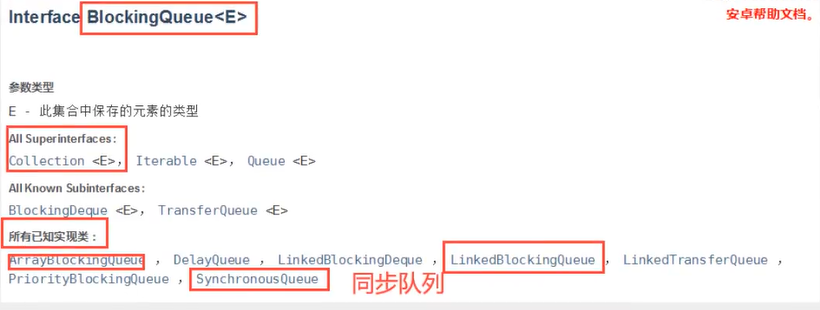 Interface BlockingQueue<E>
安卓帮助文档。
参数类型
E - 此集合中保存的元素的类型
All Superinterfaces:
Collection <E>, Iterable <E>, Queue <E>
All Known Subinterfaces:
BlockingDeque <E>, TransferQueue <E>
所有已知实现类:
ArrayBlockingQueue , DelayQueue , LinkedBlockingDeque , LinkedBlockingQueue , LinkedTransferQueue ,
PriorityBlockingQueue , SynchronousQueue
同步队列